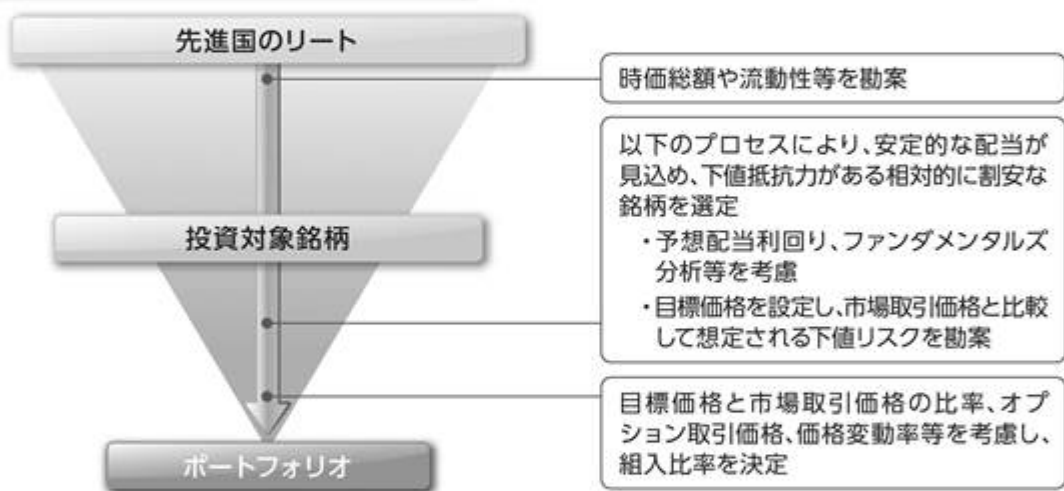 先進国のリート
時価総額や流動性等を勘案
以下のプロセスにより、安定的な配当が
見込め、下値抵抗力がある相対的に割安な
銘柄を選定
・予想配当利回り、ファンダメンタルズ
分析等を考慮
・目標価格を設定し、市場取引価格と比較
して想定される下値リスクを勘案
投資対象銘柄
目標価格と市場取引価格の比率、オプ
ション取引価格、価格変動率等を考慮し、
組入比率を決定
ポートフォリオ